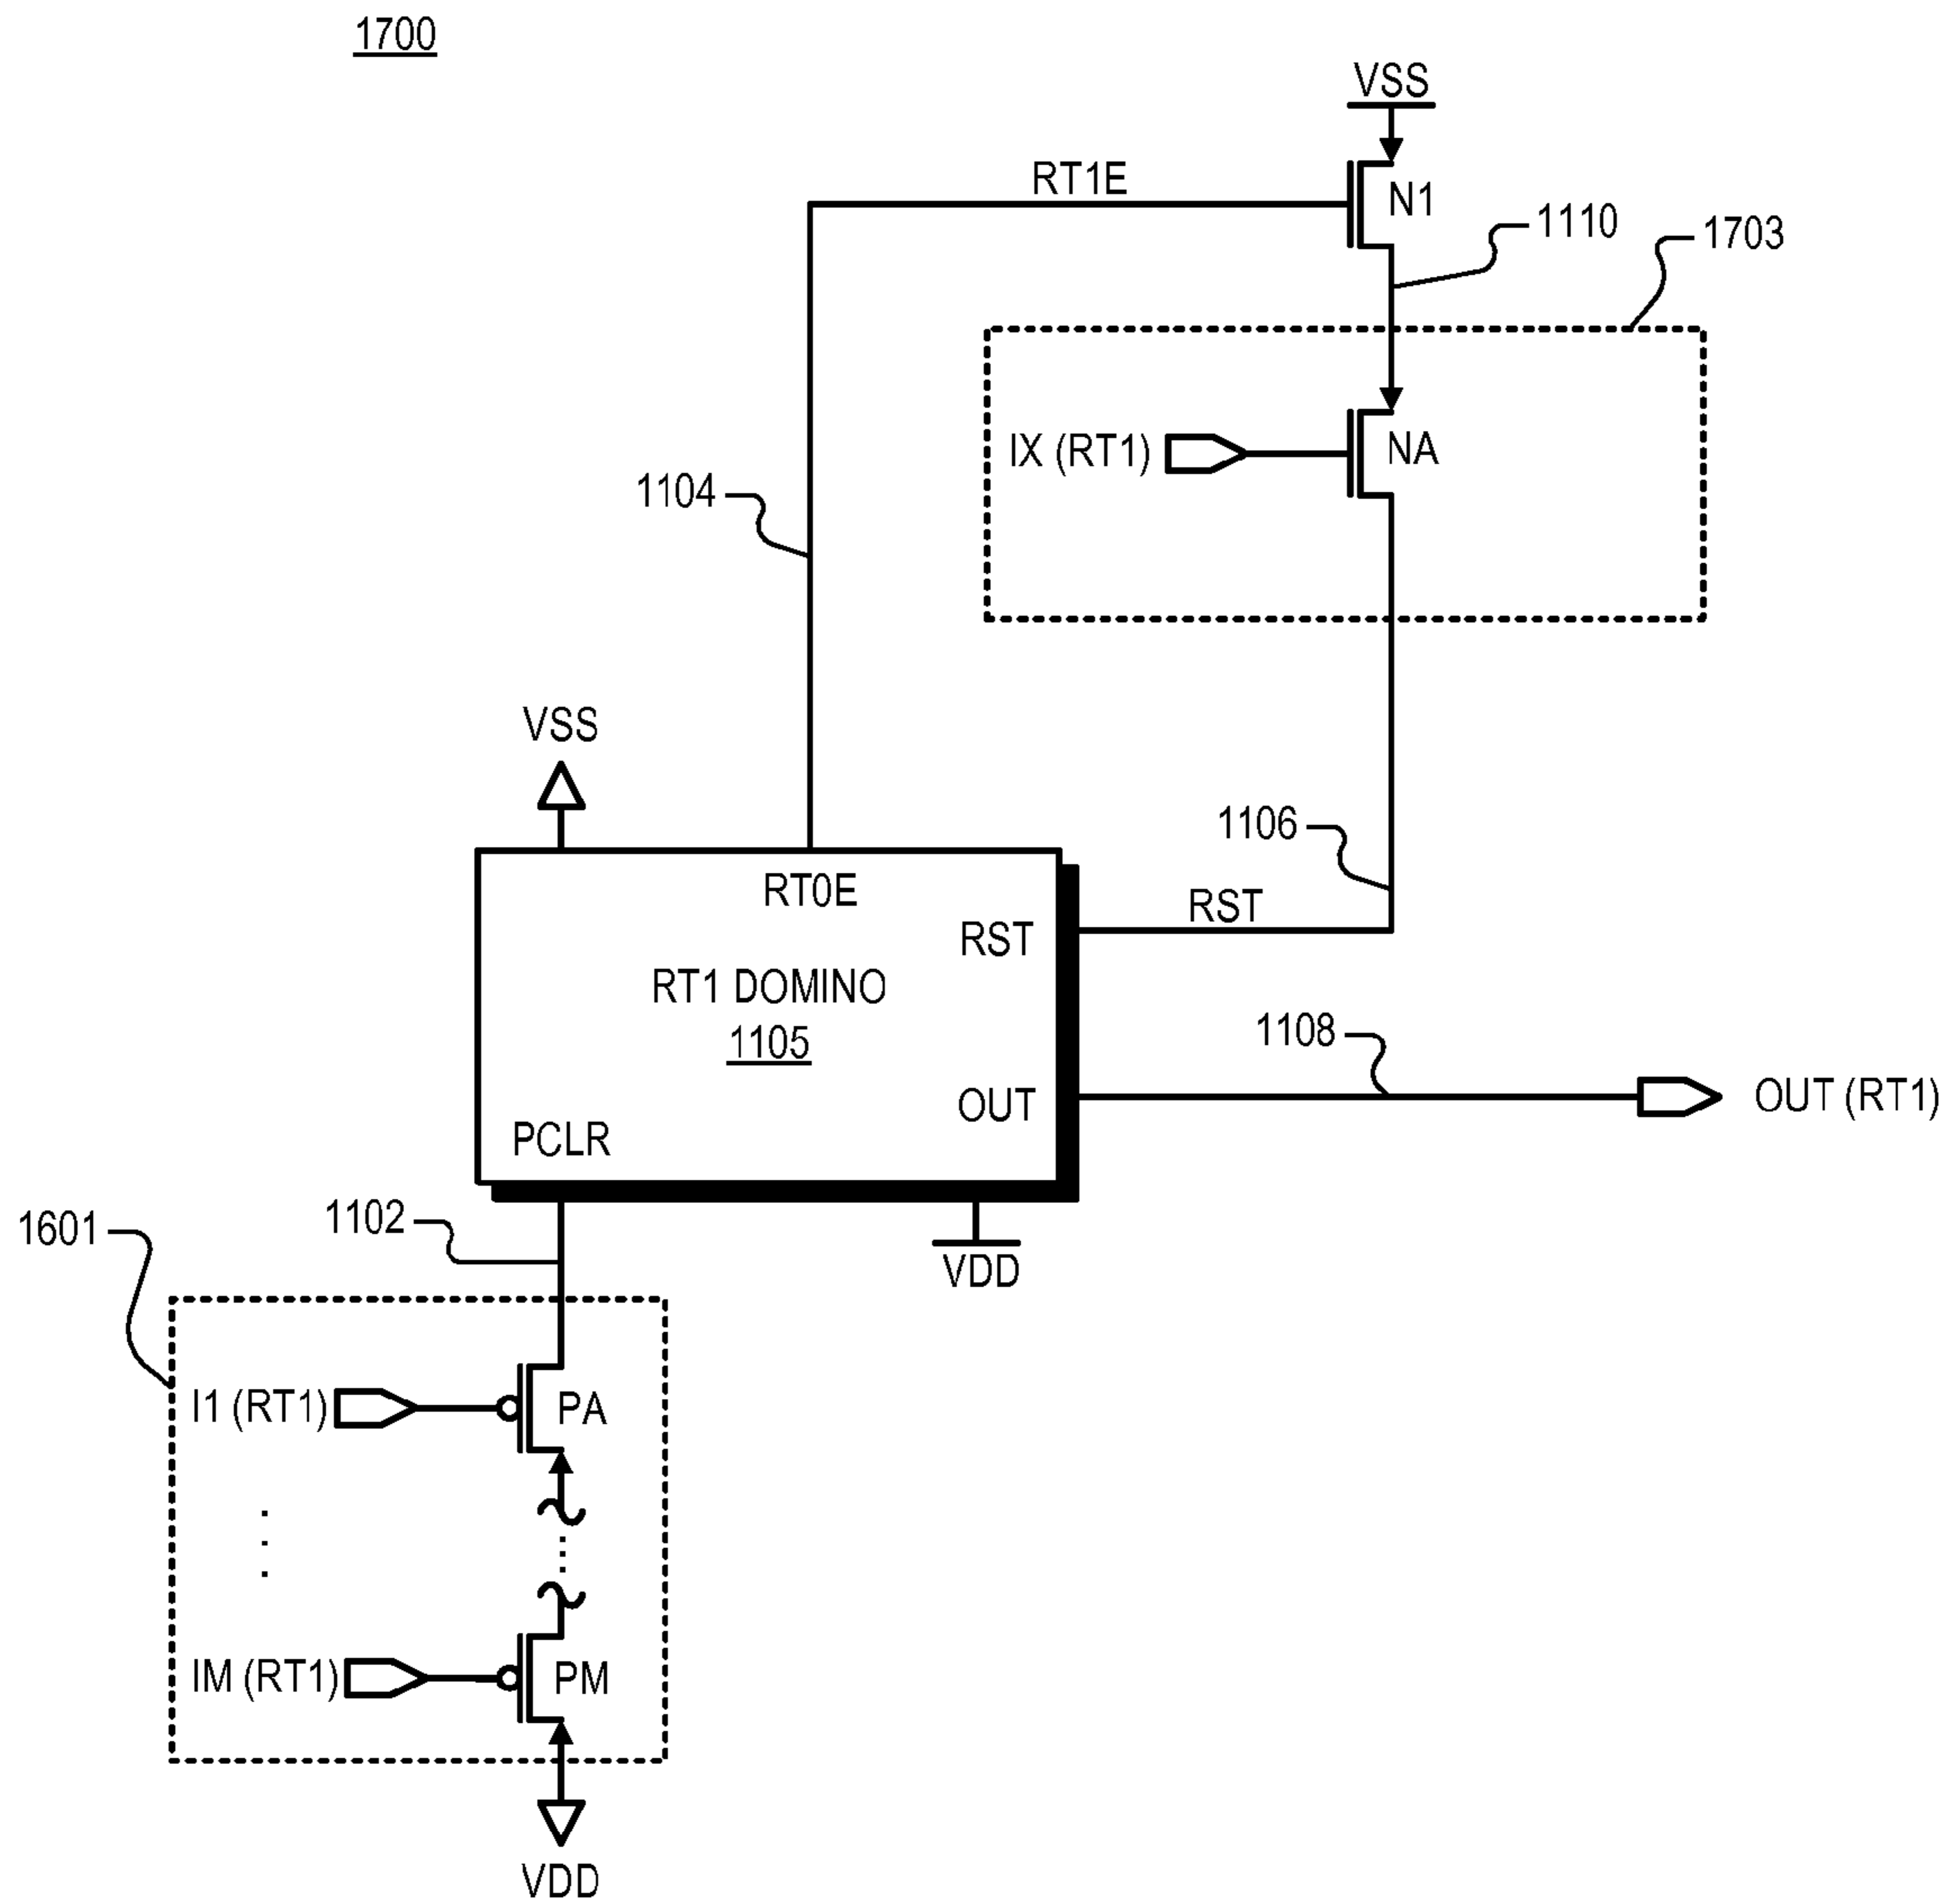 1700
VSS
RT1E
N1
1110
1703
IX (RT1)
NA
1104
VSS
1106
RT0E
RST
RST
RT1 DOMINO
1105
1108
OUT
OUT (RT1)
PCLR
1601
1102
VDD
I1 (RT1)
PA
IM (RT1)
PM
VDD